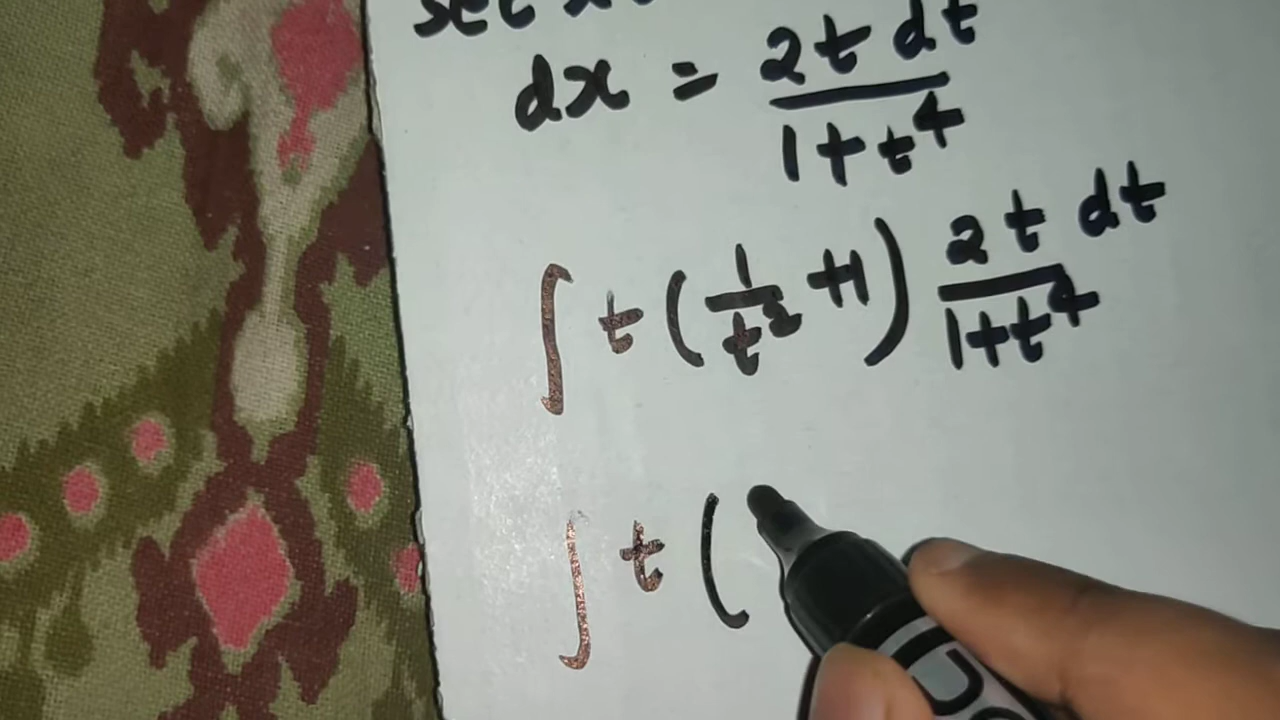 dx = 2t dt / 1+t⁴
∫ t (1/t² +1) 2t dt / 1+t⁴
∫ t (